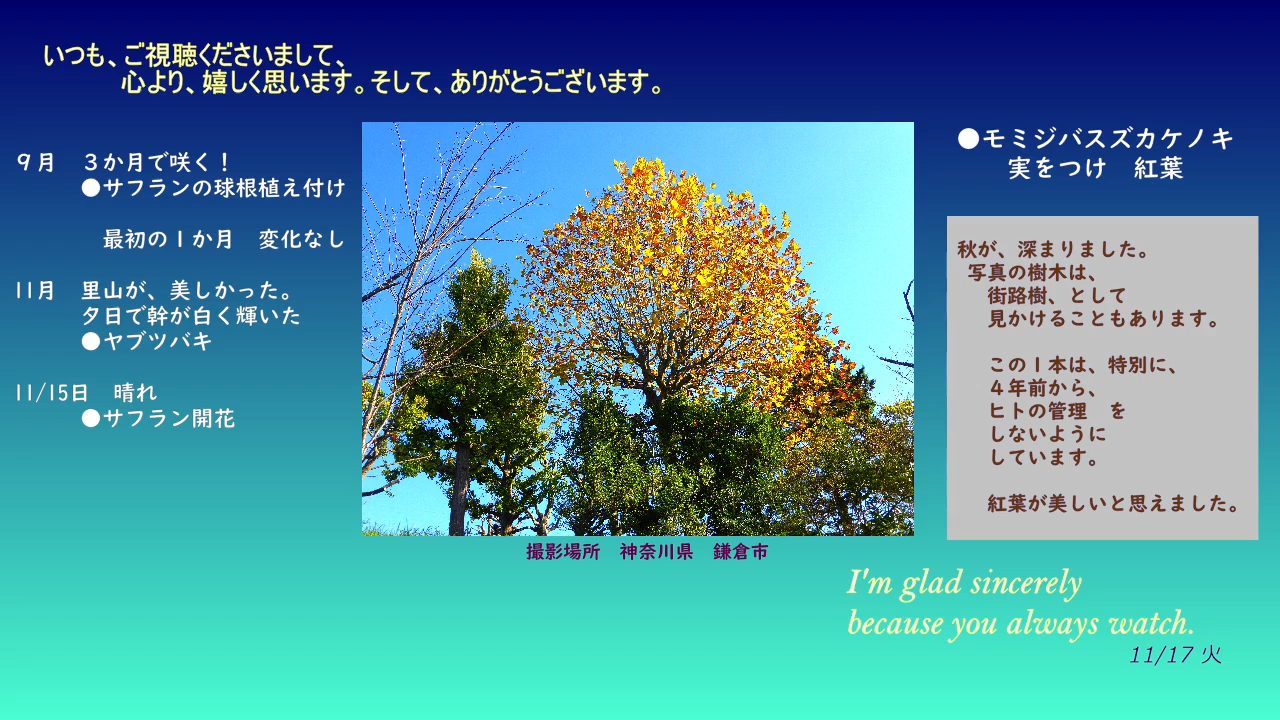 いつも、ご視聴くださいまして、
心より、嬉しく思います。そして、ありがとうございます。
９月　３か月で咲く！
●サフランの球根植え付け
最初の１か月　変化なし
11月　里山が、美しかった。
夕日で幹が白く輝いた
●ヤブツバキ
11/15日　晴れ
●サフラン開花
撮影場所　神奈川県　鎌倉市
●モミジバスズカケノキ
実をつけ　紅葉
秋が、深まりました。
写真の樹木は、
街路樹、として
見かけることもあります。
この１本は、特別に、
４年前から、
ヒトの管理　を
しないように
しています。
紅葉が美しいと思えました。
I'm glad sincerely
because you always watch.
11/17 火